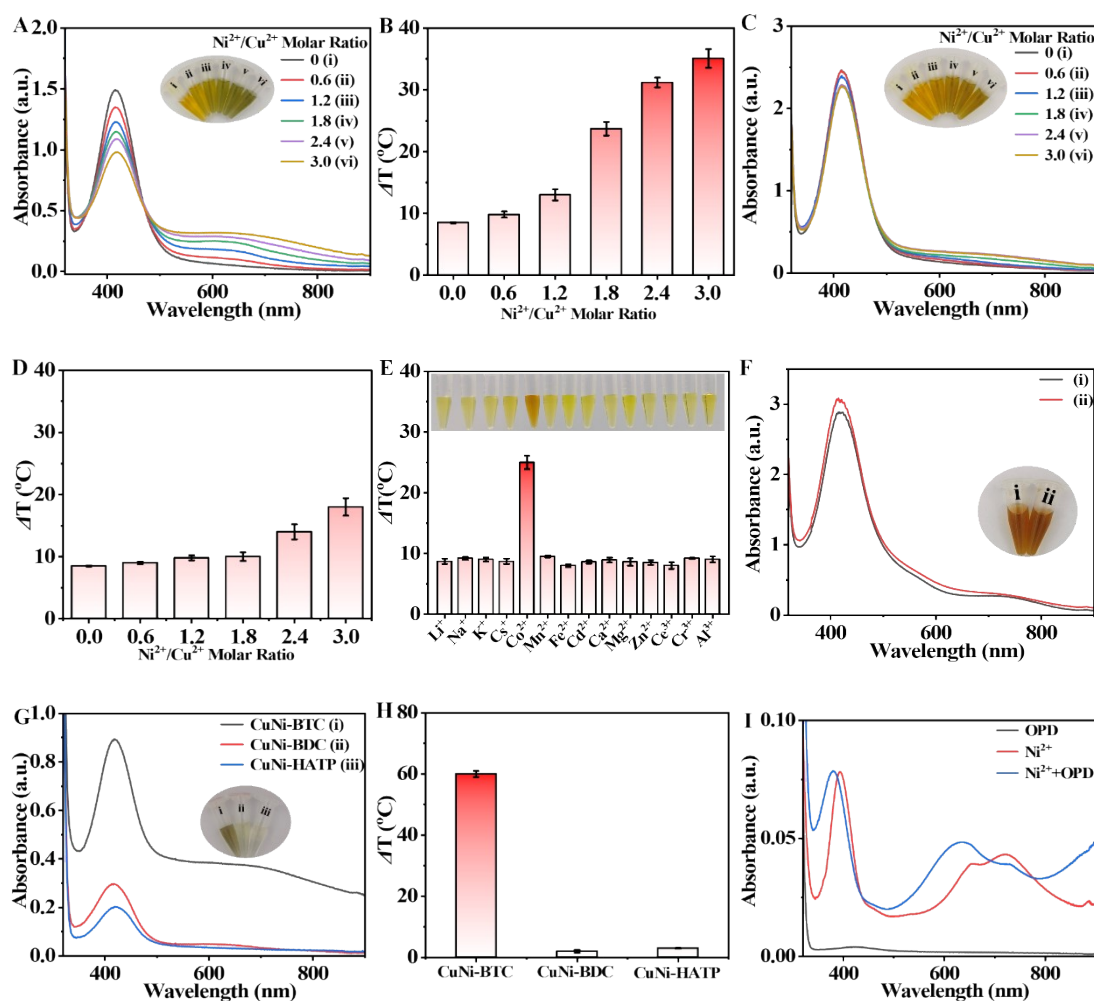 A
2.0
1.5
1.0
0.5
0.0
Absorbance (a.u.)
400 600 800
Wavelength (nm)
Ni²⁺/Cu²⁺ Molar Ratio
0 (i)
0.6 (ii)
1.2 (iii)
1.8 (iv)
2.4 (v)
3.0 (vi)
i ii iii iv v vi
B
40
30
20
10
0
ΔT (ºC)
0.0 0.6 1.2 1.8 2.4 3.0
Ni²⁺/Cu²⁺ Molar Ratio
C
3
2
1
0
Absorbance (a.u.)
400 600 800
Wavelength (nm)
Ni²⁺/Cu²⁺ Molar Ratio
0 (i)
0.6 (ii)
1.2 (iii)
1.8 (iv)
2.4 (v)
3.0 (vi)
i ii iii iv v vi
D
40
30
20
10
0
ΔT (ºC)
0.0 0.6 1.2 1.8 2.4 3.0
Ni²⁺/Cu²⁺ Molar Ratio
E
40
30
20
10
0
ΔT(ºC)
Li⁺ Na⁺ K⁺ Cs⁺ Co²⁺ Mn²⁺ Fe²⁺ Cd²⁺ Ca²⁺ Mg²⁺ Zn²⁺ Ce³⁺ Cr³⁺ Al³⁺
F
3
2
1
0
Absorbance (a.u.)
400 600 800
Wavelength (nm)
(i)
(ii)
i ii
G
1.0
0.8
0.6
0.4
0.2
0.0
Absorbance (a.u.)
400 600 800
Wavelength (nm)
CuNi-BTC (i)
CuNi-BDC (ii)
CuNi-HATP (iii)
i ii iii
H
80
60
40
20
0
ΔT (ºC)
CuNi-BTC CuNi-BDC CuNi-HATP
I
0.10
0.05
0.00
Absorbance (a.u.)
400 600 800
Wavelength (nm)
OPD
Ni²⁺
Ni²⁺+OPD